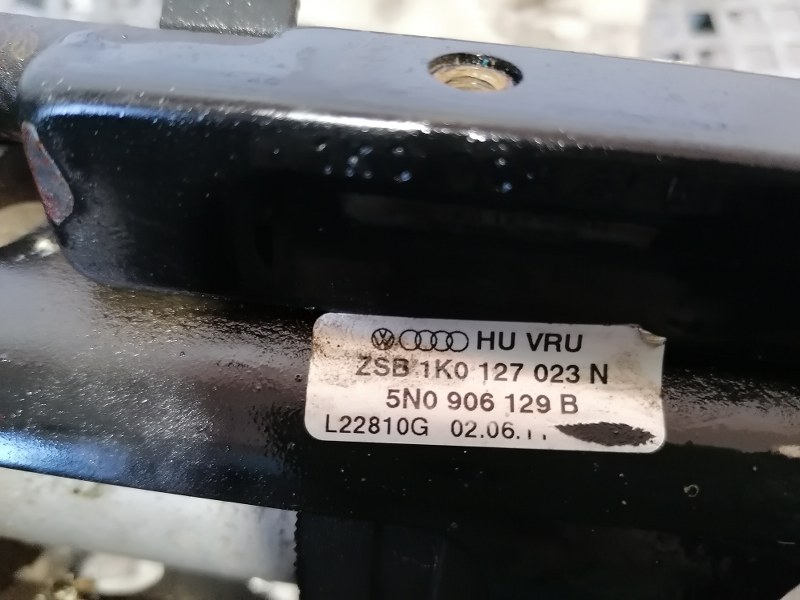 HU VRU
ZSB 1K0 127 023 N
5N0 906 129 B
L22810G 02.06.11